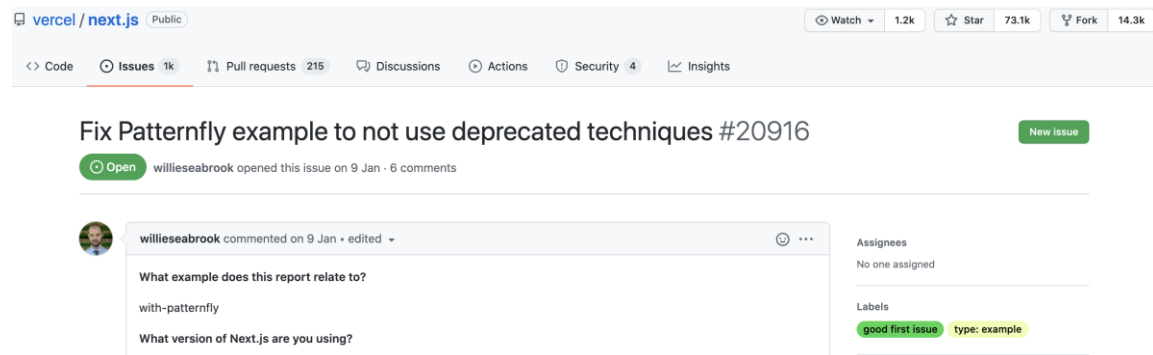 vercel / next.js Public
Watch 1.2k Star 73.1k Fork 14.3k
<> Code Issues 1k Pull requests 215 Discussions Actions Security 4 Insights
Fix Patternfly example to not use deprecated techniques #20916
New issue
Open willieseabrook opened this issue on 9 Jan · 6 comments
willieseabrook commented on 9 Jan • edited
What example does this report relate to?
with-patternfly
What version of Next.js are you using?
Assignees
No one assigned
Labels
good first issue type: example